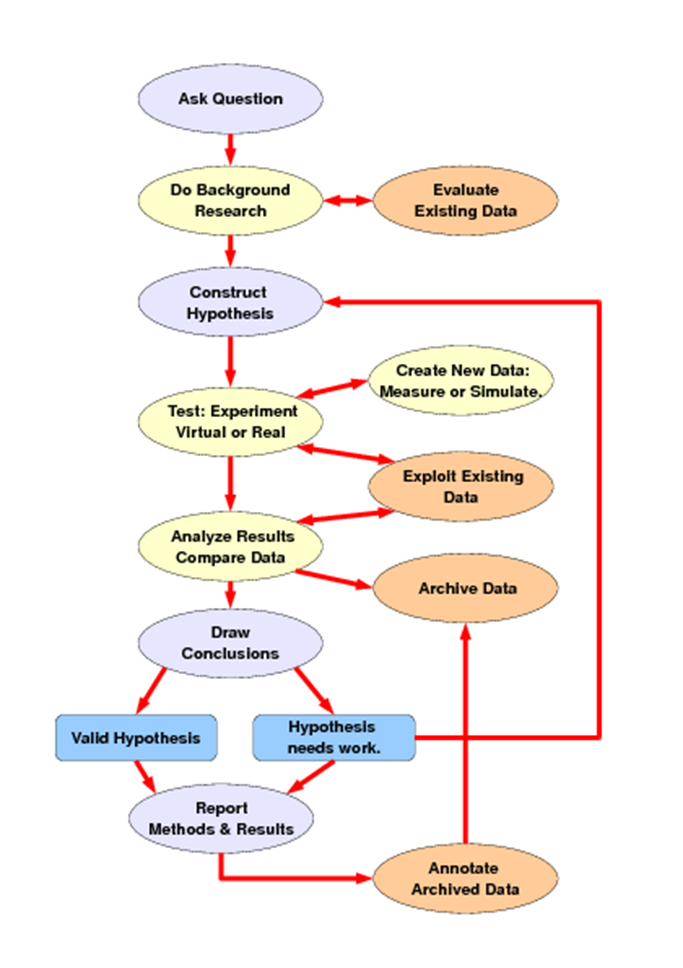 Ask Question
Do Background
Research
Evaluate
Existing Data
Construct
Hypothesis
Create New Data:
Measure or Simulate.
Test: Experiment
Virtual or Real
Exploit Existing
Data
Analyze Results
Compare Data
Archive Data
Draw
Conclusions
Valid Hypothesis
Hypothesis
needs work.
Report
Methods & Results
Annotate
Archived Data